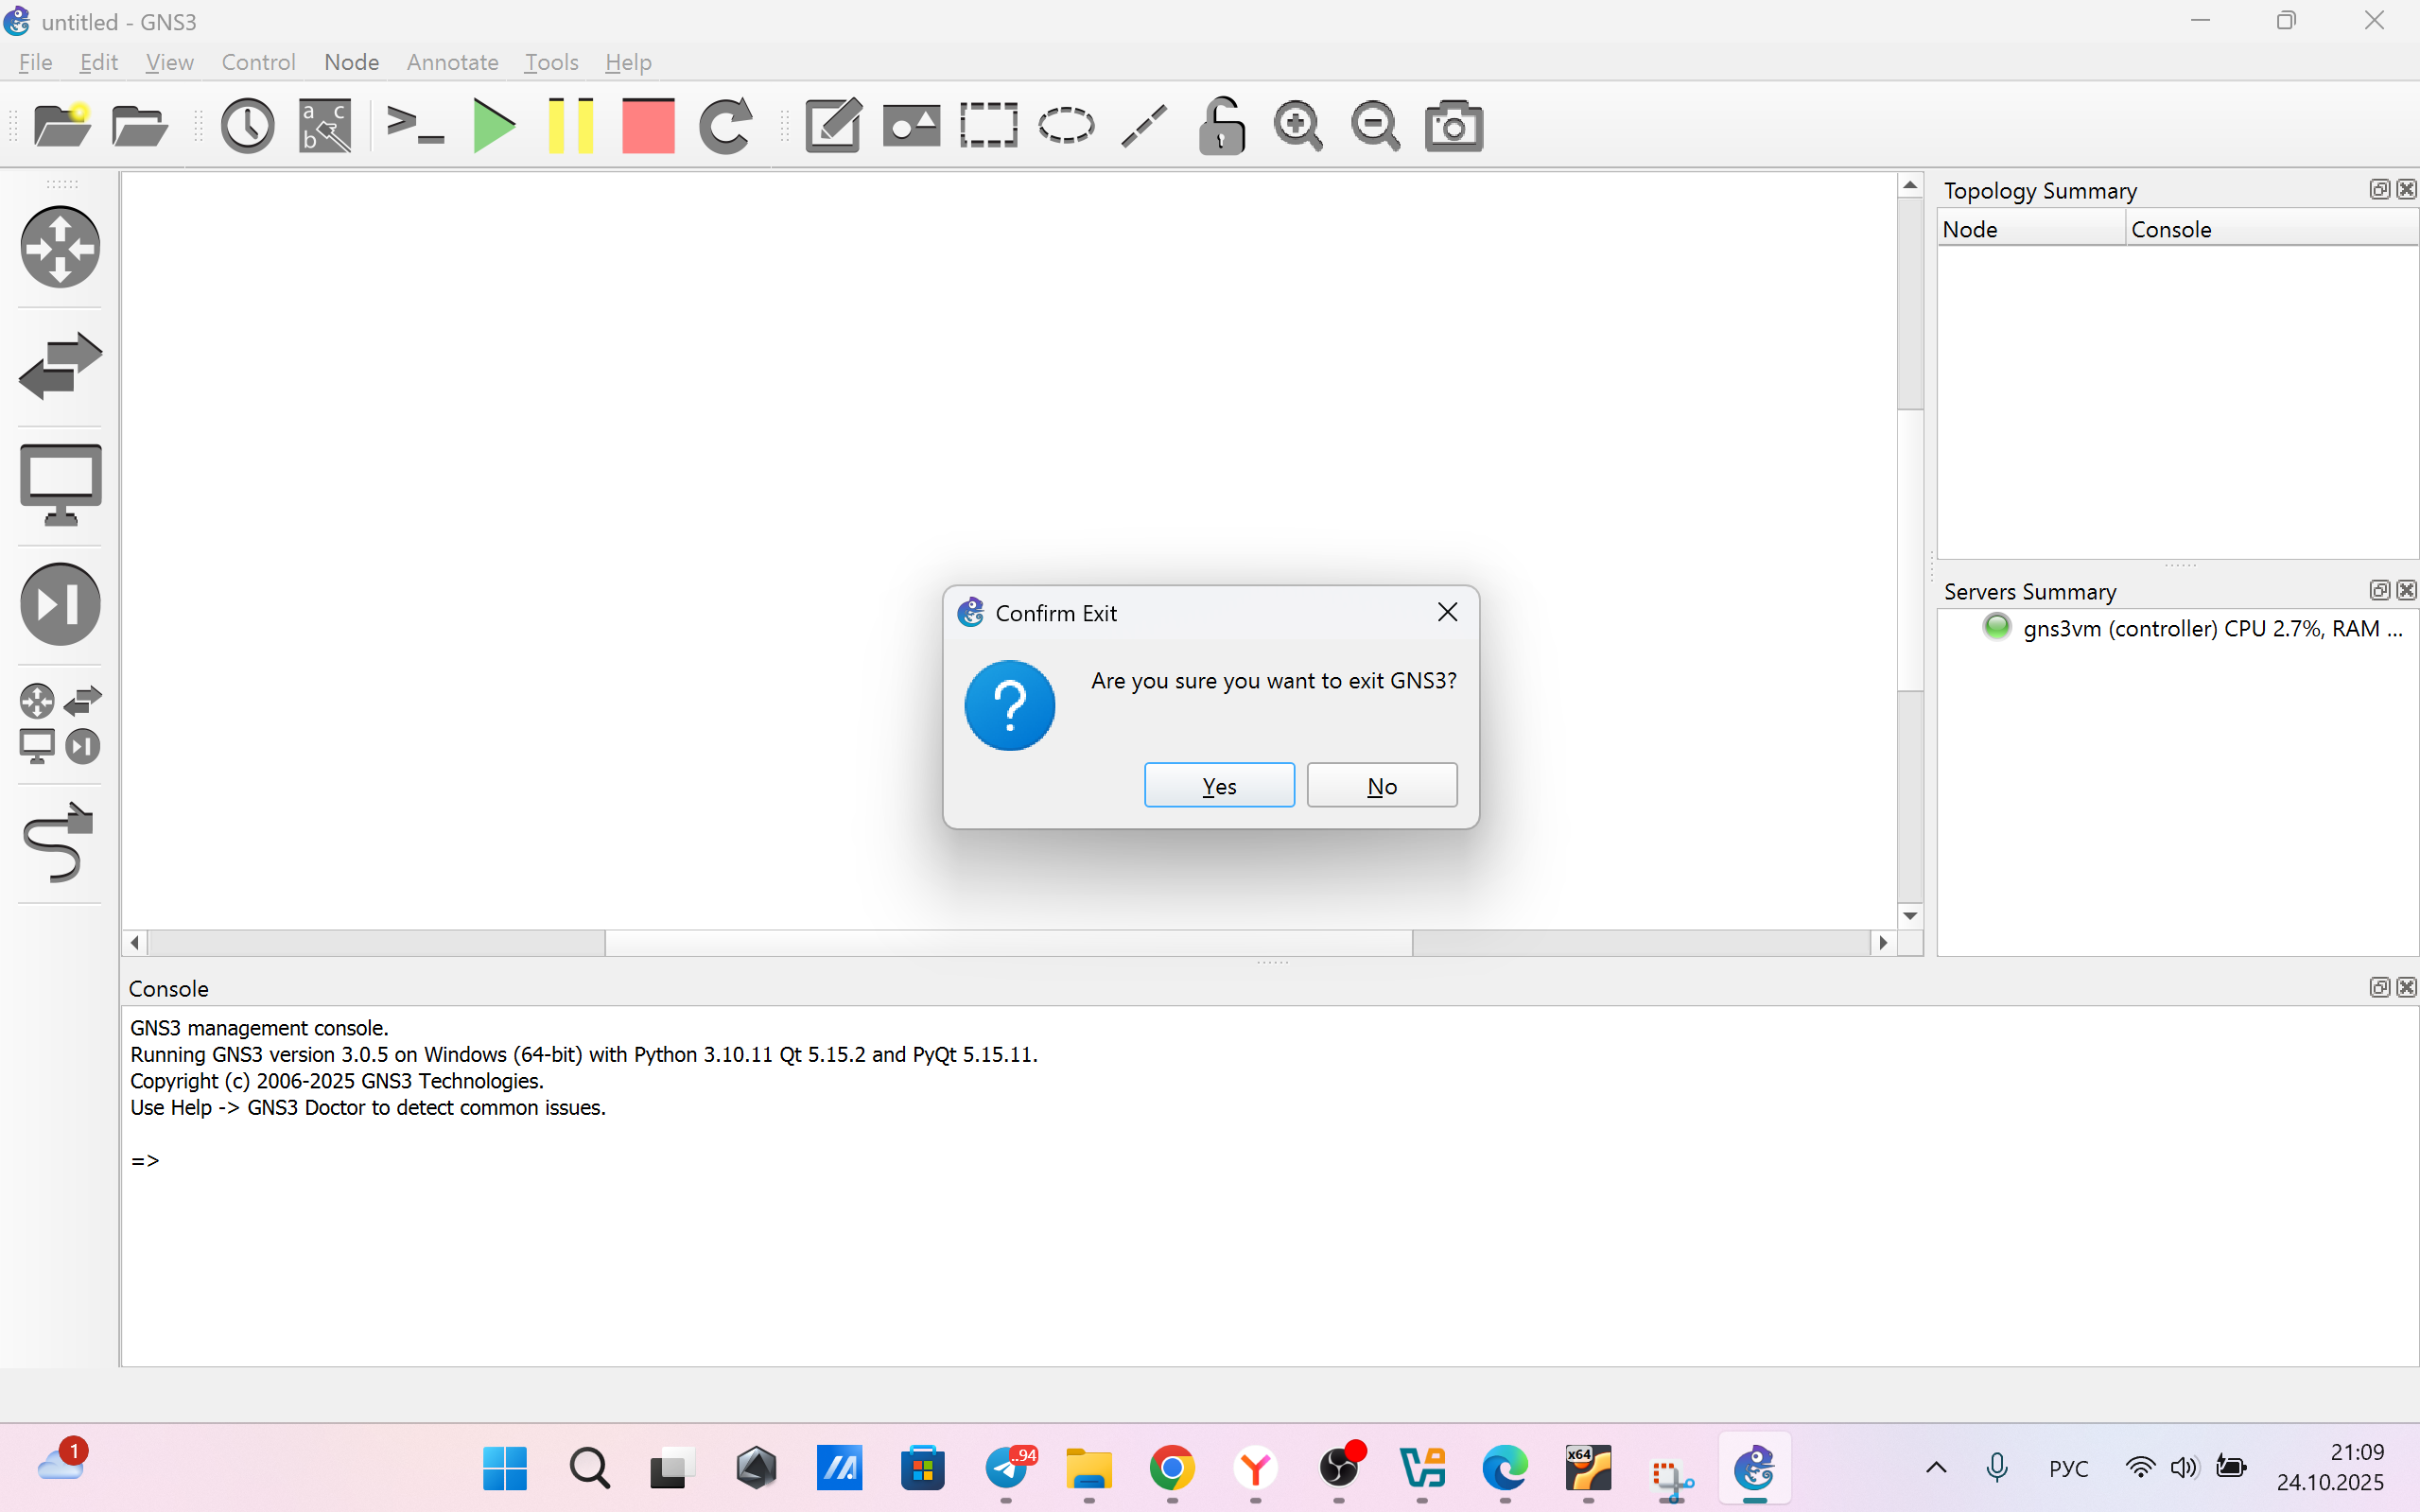 untitled - GNS3
File Edit View Control Node Annotate Tools Help
a c
b
Topology Summary
Node Console
Servers Summary
gns3vm (controller) CPU 2.7%, RAM ...
Confirm Exit
Are you sure you want to exit GNS3?
Yes No
Console
GNS3 management console.
Running GNS3 version 3.0.5 on Windows (64-bit) with Python 3.10.11 Qt 5.15.2 and PyQt 5.15.11.
Copyright (c) 2006-2025 GNS3 Technologies.
Use Help -> GNS3 Doctor to detect common issues.
=>
1
..94
x64
РУС
21:09
24.10.2025